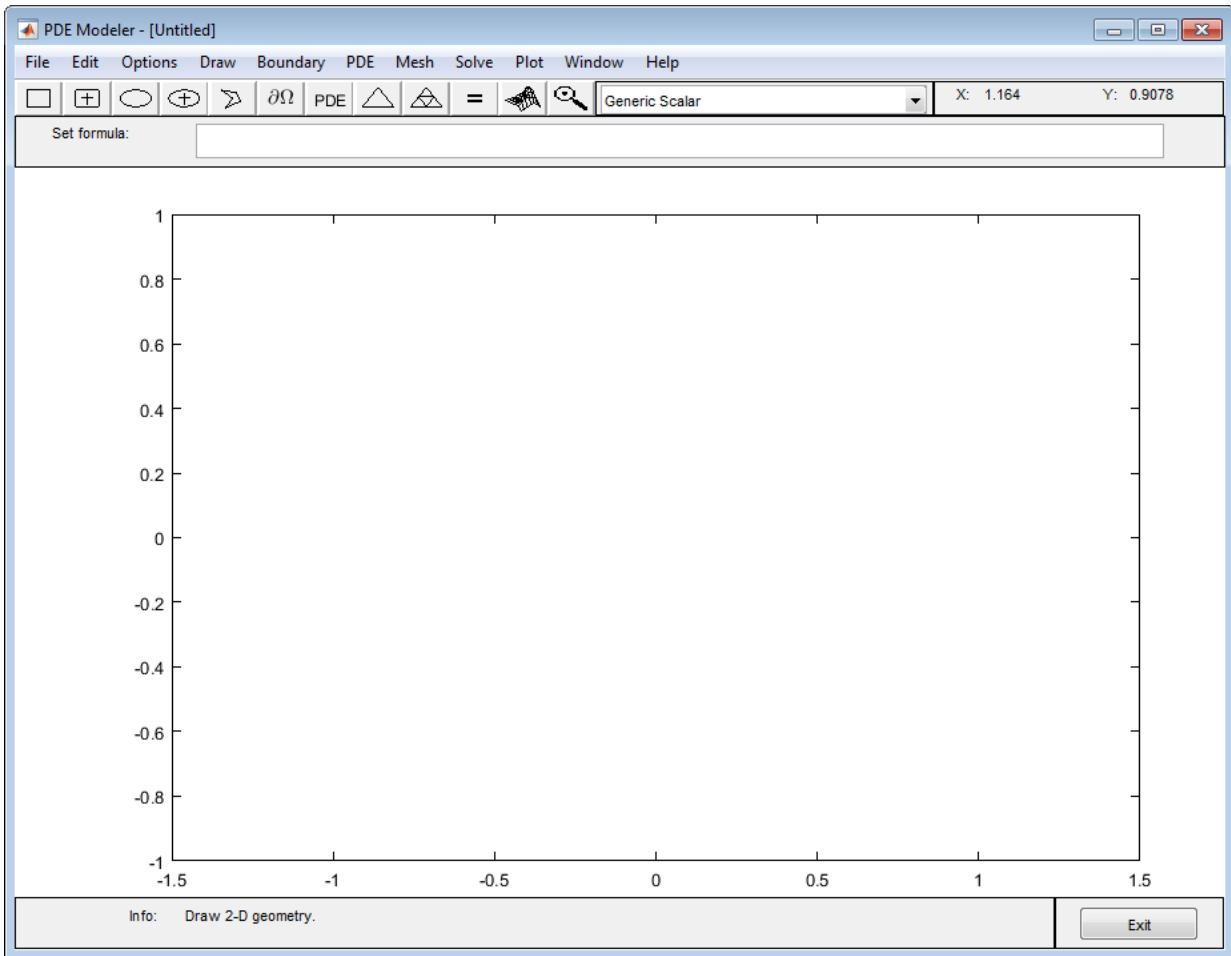 PDE Modeler - [Untitled]
File Edit Options Draw Boundary PDE Mesh Solve Plot Window Help
∂Ω PDE = Generic Scalar X: 1.164 Y: 0.9078
Set formula:
1
0.8
0.6
0.4
0.2
0
-0.2
-0.4
-0.6
-0.8
-1
-1.5 -1 -0.5 0 0.5 1 1.5
Info: Draw 2-D geometry. Exit